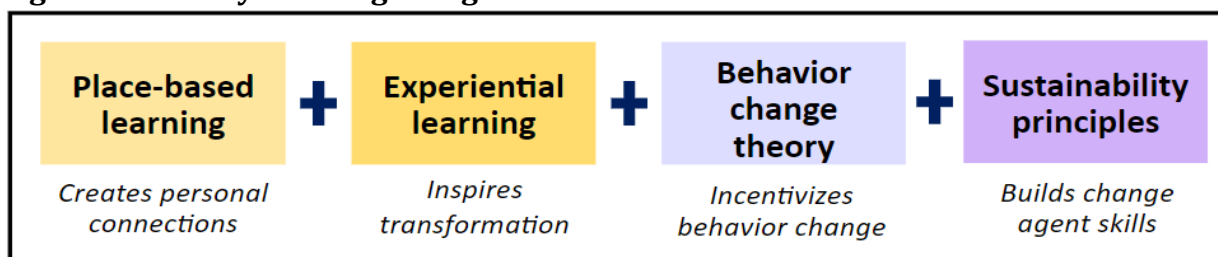 Place-based
learning
+
Experiential
learning
+
Behavior
change
theory
+
Sustainability
principles
Creates personal
connections
Inspires
transformation
Incentivizes
behavior change
Builds change
agent skills